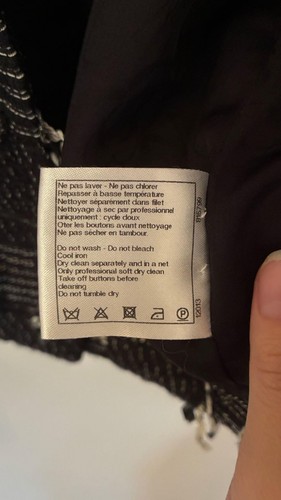 Ne pas laver - Ne pas chlorer
Repasser à basse température
Nettoyer séparément dans filet
Nettoyage à sec par professionnel
uniquement : cycle doux
Oter les boutons avant nettoyage
Ne pas sécher en tambour
Do not wash - Do not bleach
Cool iron
Dry clean separately and in a net
Only professional soft dry clean
Take off buttons before
cleaning
Do not tumble dry
P
12013